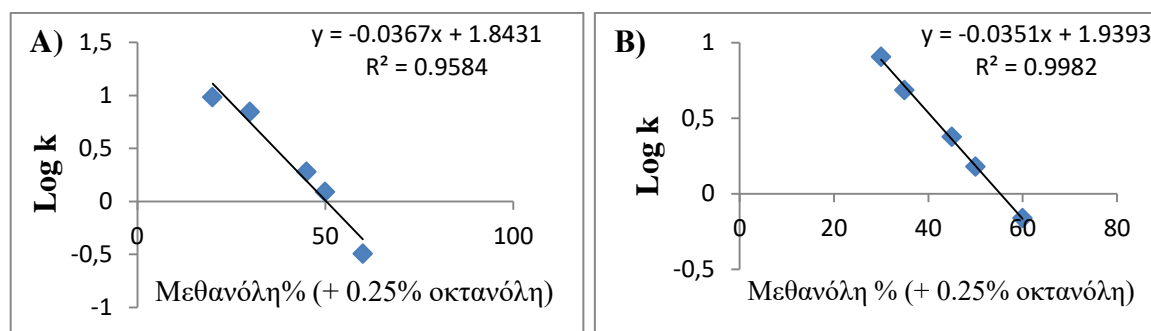 A)
y = -0.0367x + 1.8431
R² = 0.9584
1,5
1
0,5
0
-0,5
-1
0
50
100
Log k
Μεθανόλη% (+ 0.25% οκτανόλη)
B)
y = -0.0351x + 1.9393
R² = 0.9982
1
0,5
0
-0,5
0
20
40
60
80
Log k
Μεθανόλη % (+ 0.25% οκτανόλη)